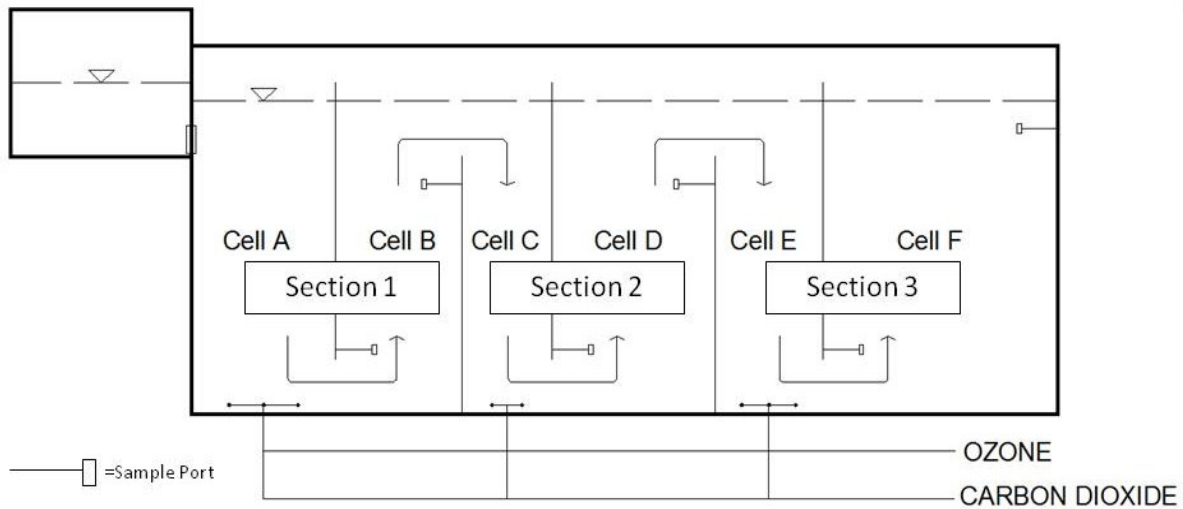 Cell A
Cell B
Cell C
Cell D
Cell E
Cell F
Section 1
Section 2
Section 3
OZONE
=Sample Port
CARBON DIOXIDE